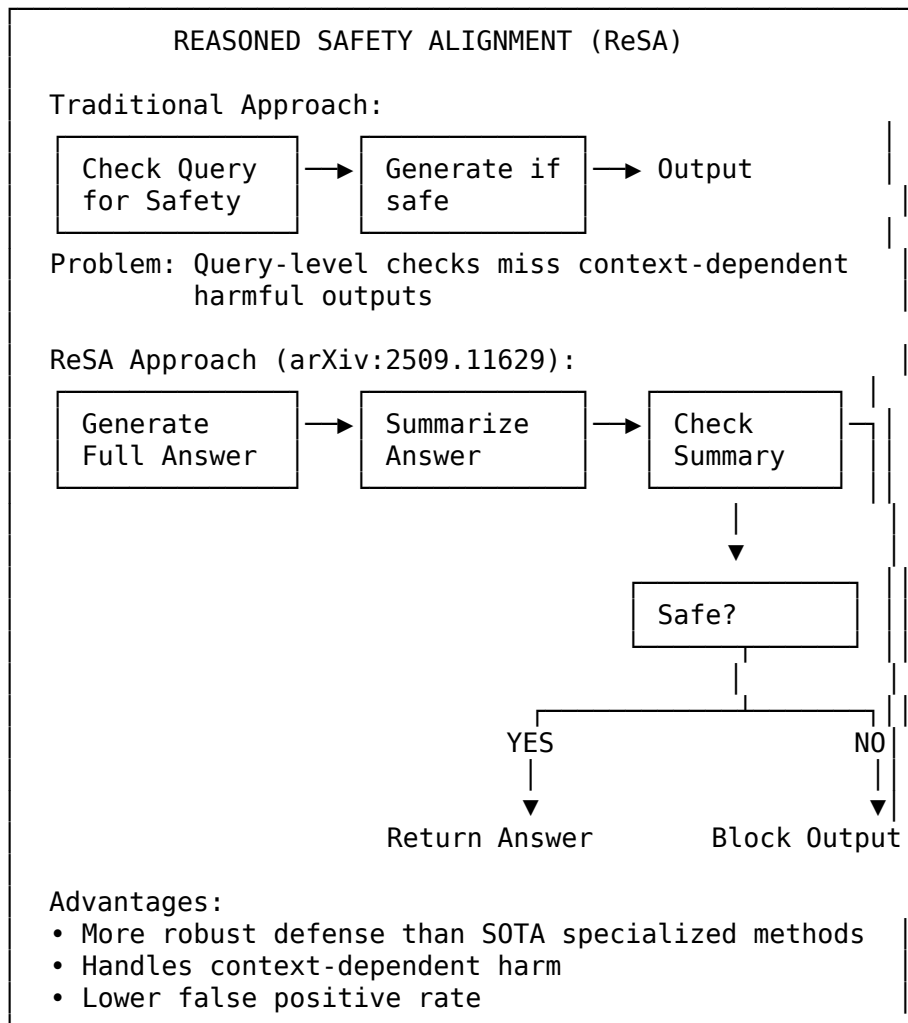 REASONED SAFETY ALIGNMENT (ReSA)
Traditional Approach:
Check Query
for Safety
Generate if
safe
Output
Problem: Query-level checks miss context-dependent
harmful outputs
ReSA Approach (arXiv:2509.11629):
Generate
Full Answer
Summarize
Answer
Check
Summary
Safe?
YES
NO
Return Answer
Block Output
Advantages:
• More robust defense than SOTA specialized methods
• Handles context-dependent harm
• Lower false positive rate